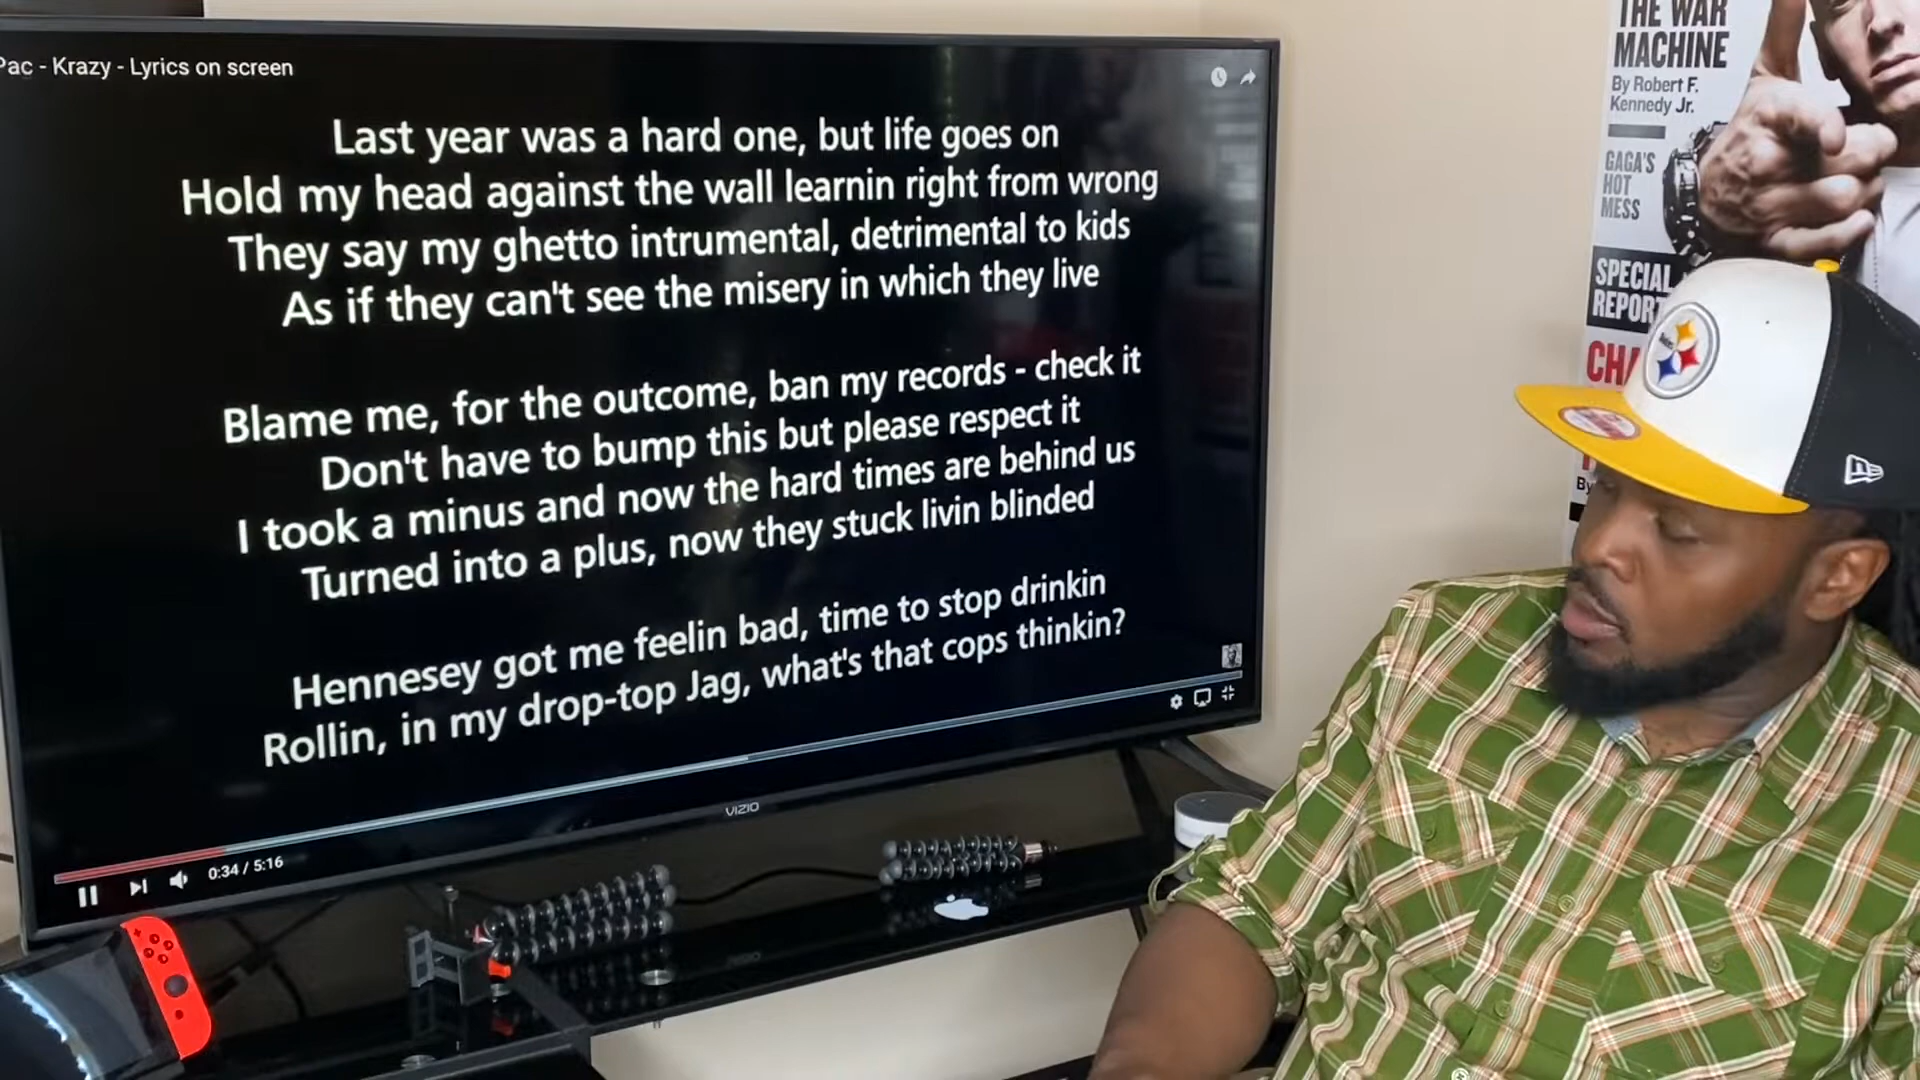 Pac - Krazy - Lyrics on screen
Last year was a hard one, but life goes on
Hold my head against the wall learnin right from wrong
They say my ghetto intrumental, detrimental to kids
As if they can't see the misery in which they live
Blame me, for the outcome, ban my records - check it
Don't have to bump this but please respect it
I took a minus and now the hard times are behind us
Turned into a plus, now they stuck livin blinded
Hennesey got me feelin bad, time to stop drinkin
Rollin, in my drop-top Jag, what's that cops thinkin?
0:34 / 5:16
VIZIO
THE WAR
MACHINE
By Robert F.
Kennedy Jr.
GAGA'S
HOT
MESS
SPECIAL
REPORT
CHA
By